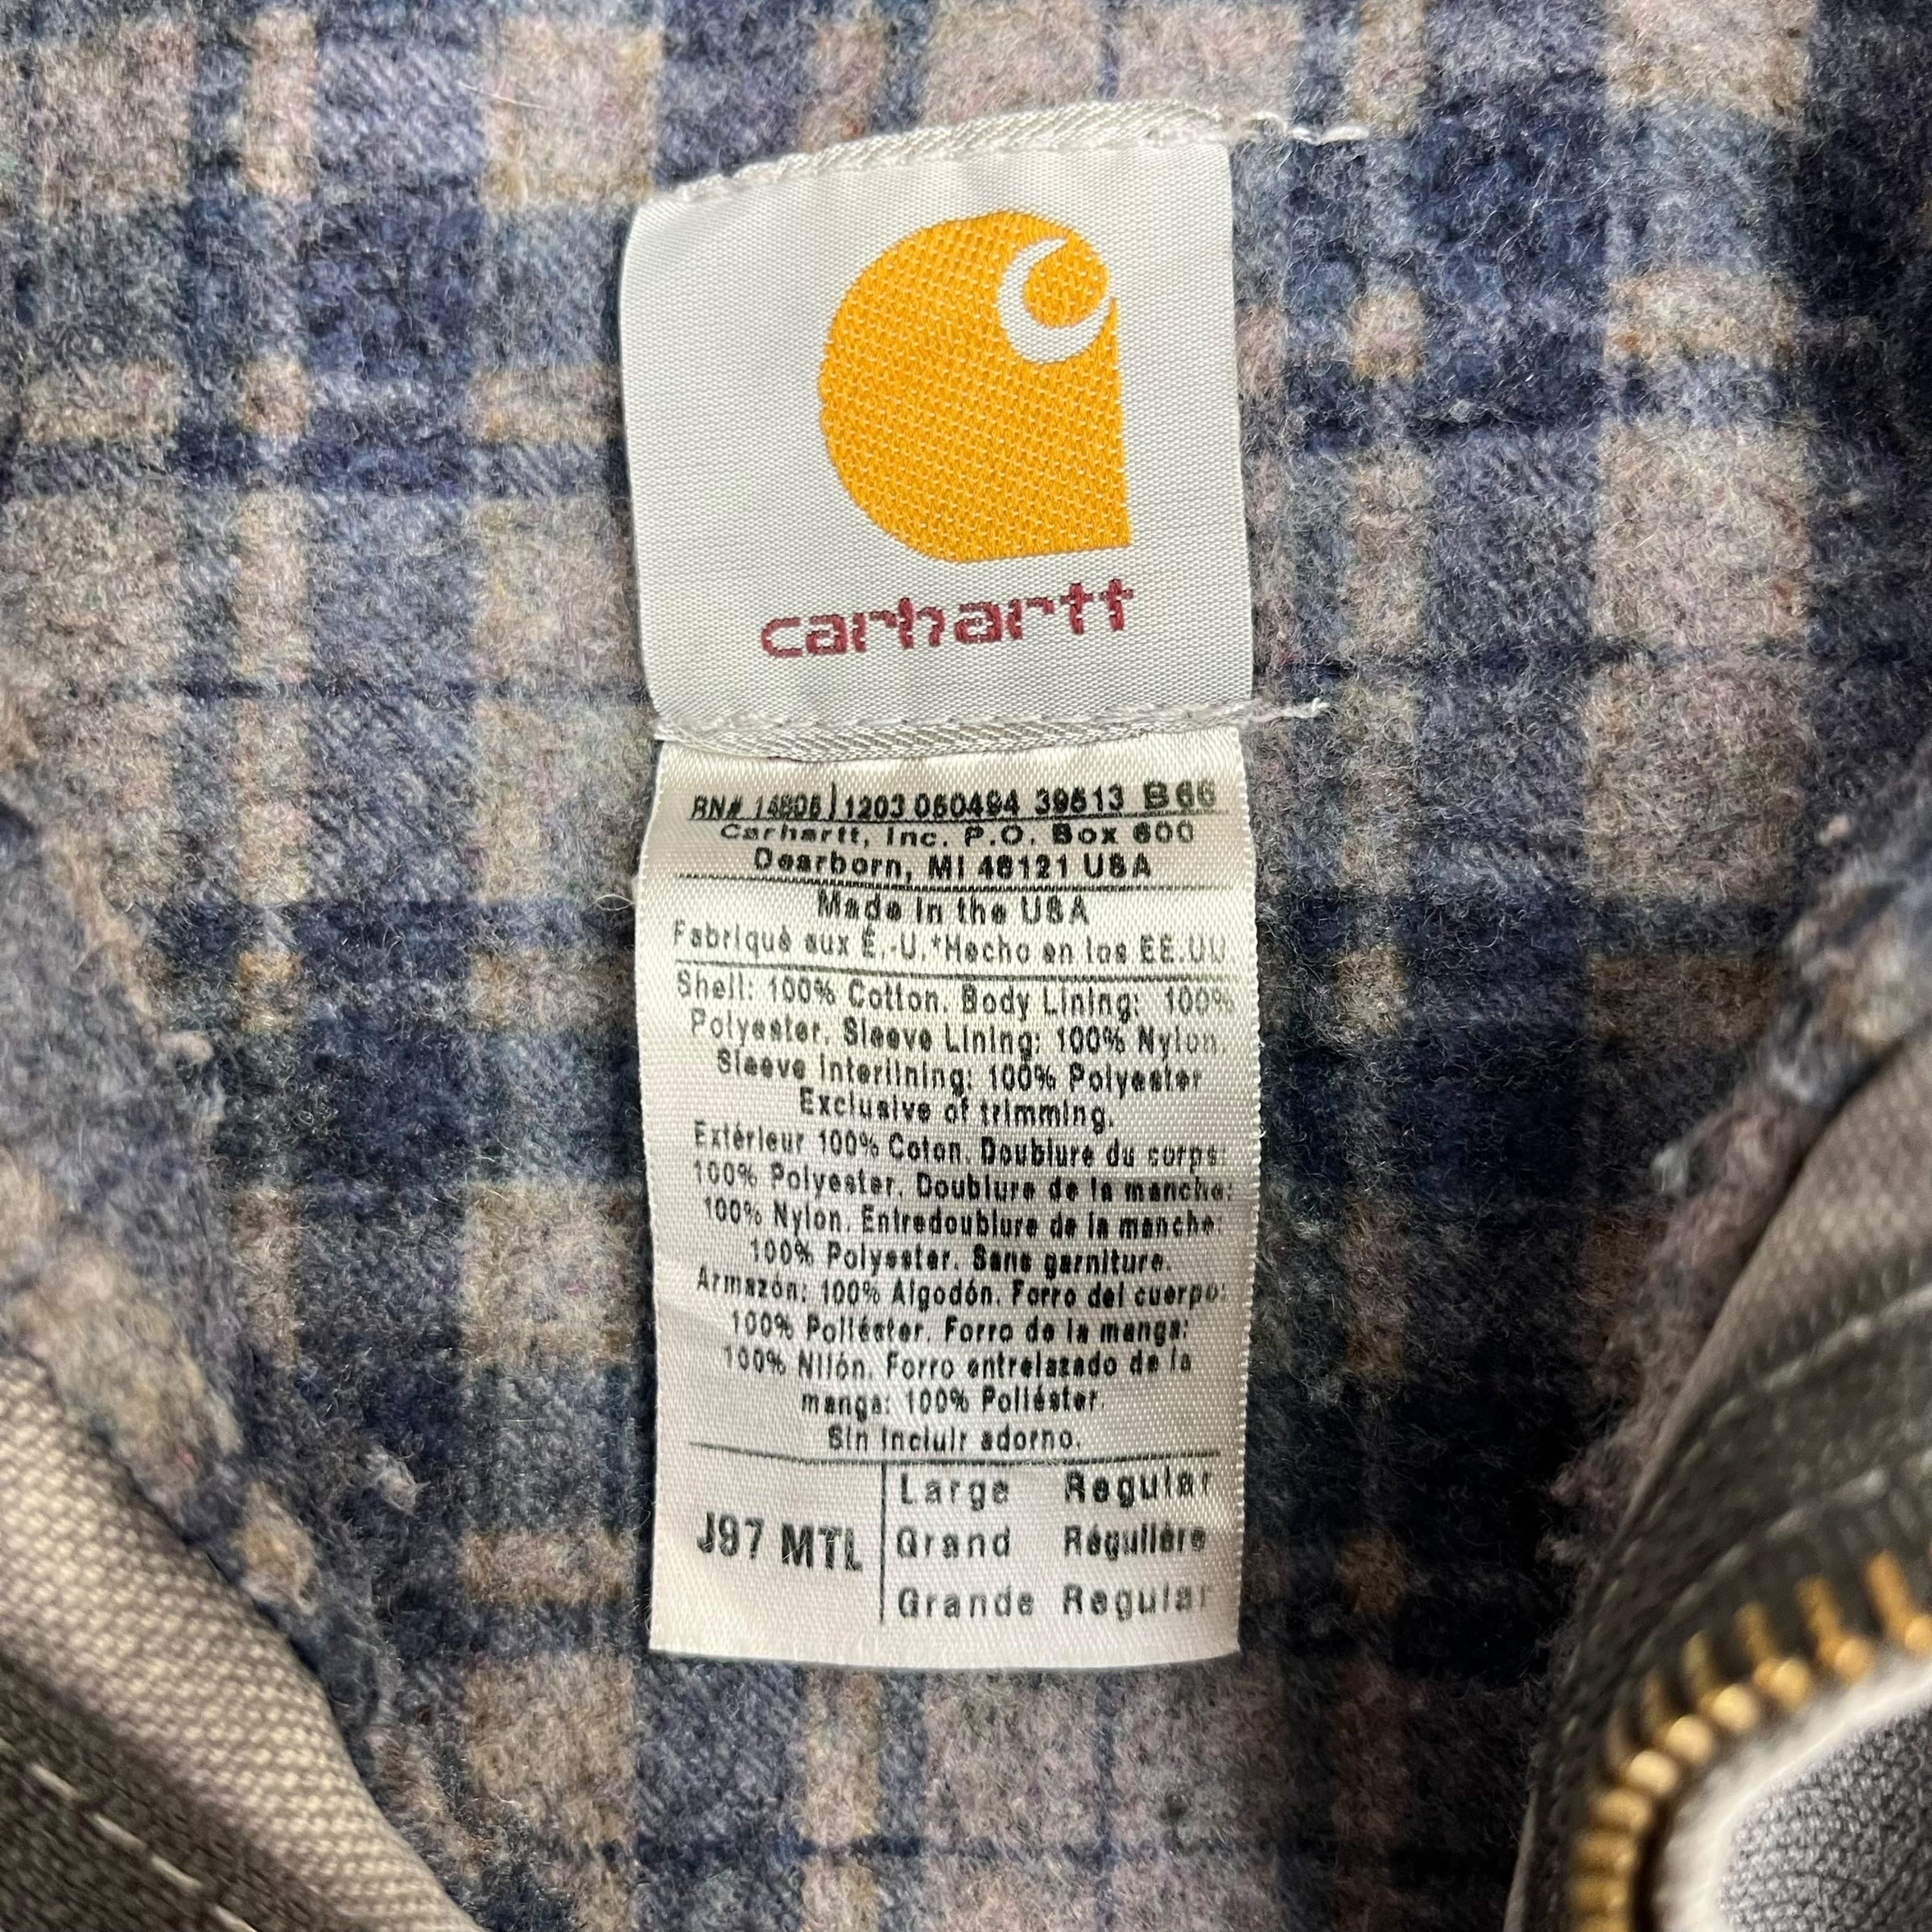 carhartt
RN# 14806 1203 060494 39513 B66
Carhartt, Inc. P.O. Box 600
Dearborn, MI 48121 USA
Made in the USA
Fabriqué aux É.-U.*Hecho en los EE.UU
Shell: 100% Cotton. Body Lining: 100%
Polyester. Sleeve Lining: 100% Nylon.
Sleeve Interlining: 100% Polyester
Exclusive of trimming.
Extérieur 100% Coton. Doublure du corps:
100% Polyester. Doublure de la manche:
100% Nylon. Entredoublure de la manche:
100% Polyester. Sans garniture.
Armazón: 100% Algodón. Forro del cuerpo:
100% Poliéster. Forro de la manga:
100% Nilón. Forro entrelazado de la
manga: 100% Poliéster.
Sin incluir adorno.
J97 MTL
Large Regular
Grand Régulière
Grande Regular